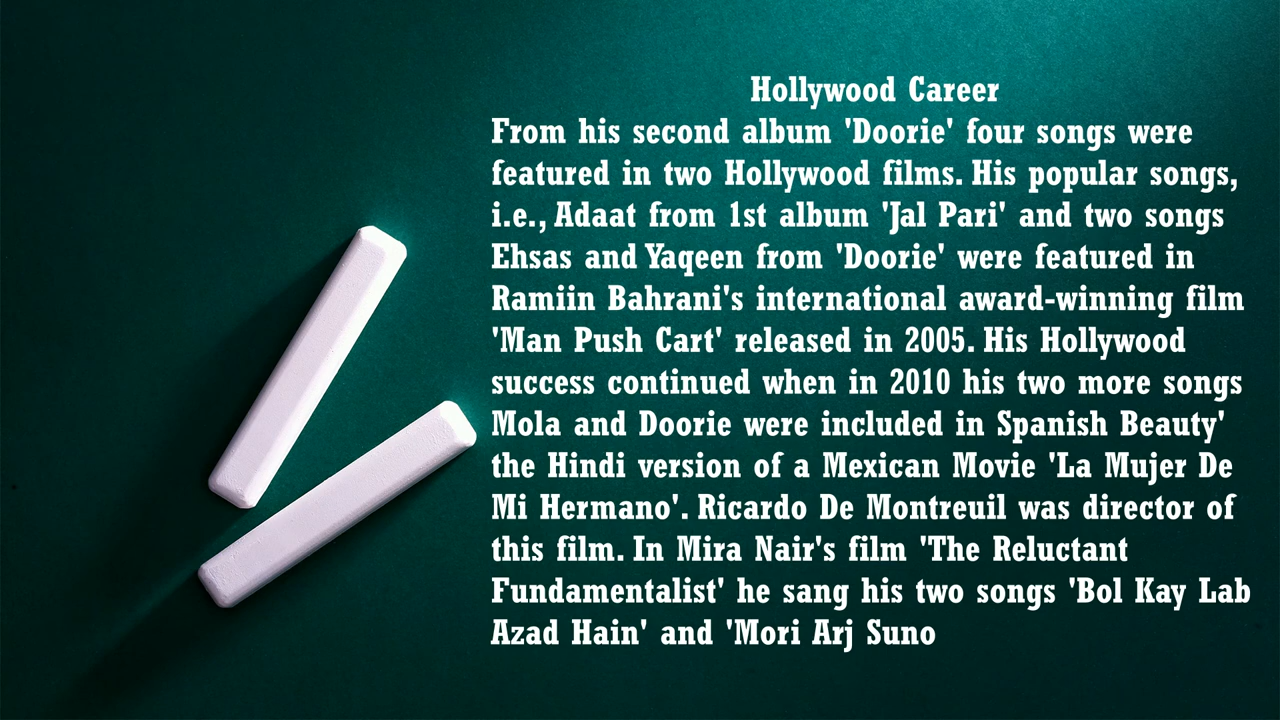 Hollywood Career
From his second album 'Doorie' four songs were
featured in two Hollywood films. His popular songs,
i.e., Adaat from 1st album 'Jal Pari' and two songs
Ehsas and Yaqeen from 'Doorie' were featured in
Ramiin Bahrani's international award-winning film
'Man Push Cart' released in 2005. His Hollywood
success continued when in 2010 his two more songs
Mola and Doorie were included in Spanish Beauty'
the Hindi version of a Mexican Movie 'La Mujer De
Mi Hermano'. Ricardo De Montreuil was director of
this film. In Mira Nair's film 'The Reluctant
Fundamentalist' he sang his two songs 'Bol Kay Lab
Azad Hain' and 'Mori Arj Suno